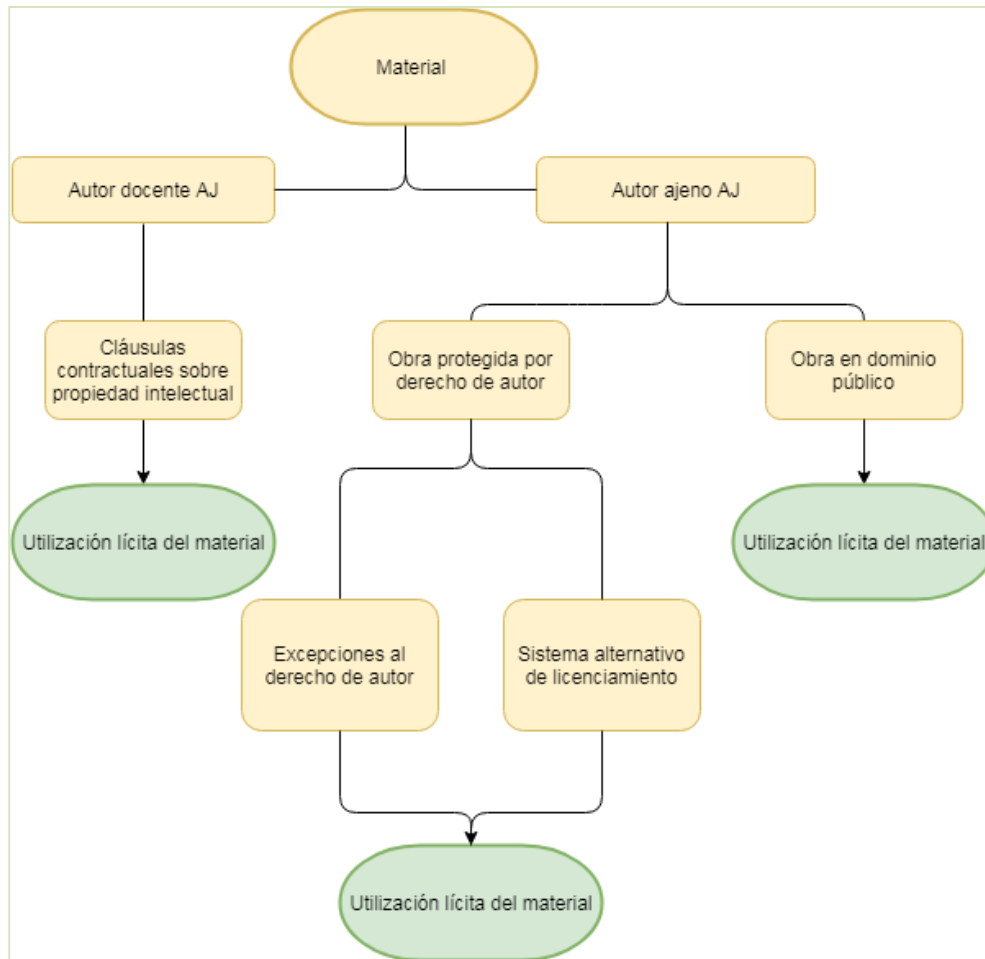 Material
Autor docente AJ
Autor ajeno AJ
Cláusulas
contractuales sobre
propiedad intelectual
Obra protegida por
derecho de autor
Obra en dominio
público
Utilización lícita del material
Utilización lícita del material
Excepciones al
derecho de autor
Sistema alternativo
de licenciamiento
Utilización lícita del material